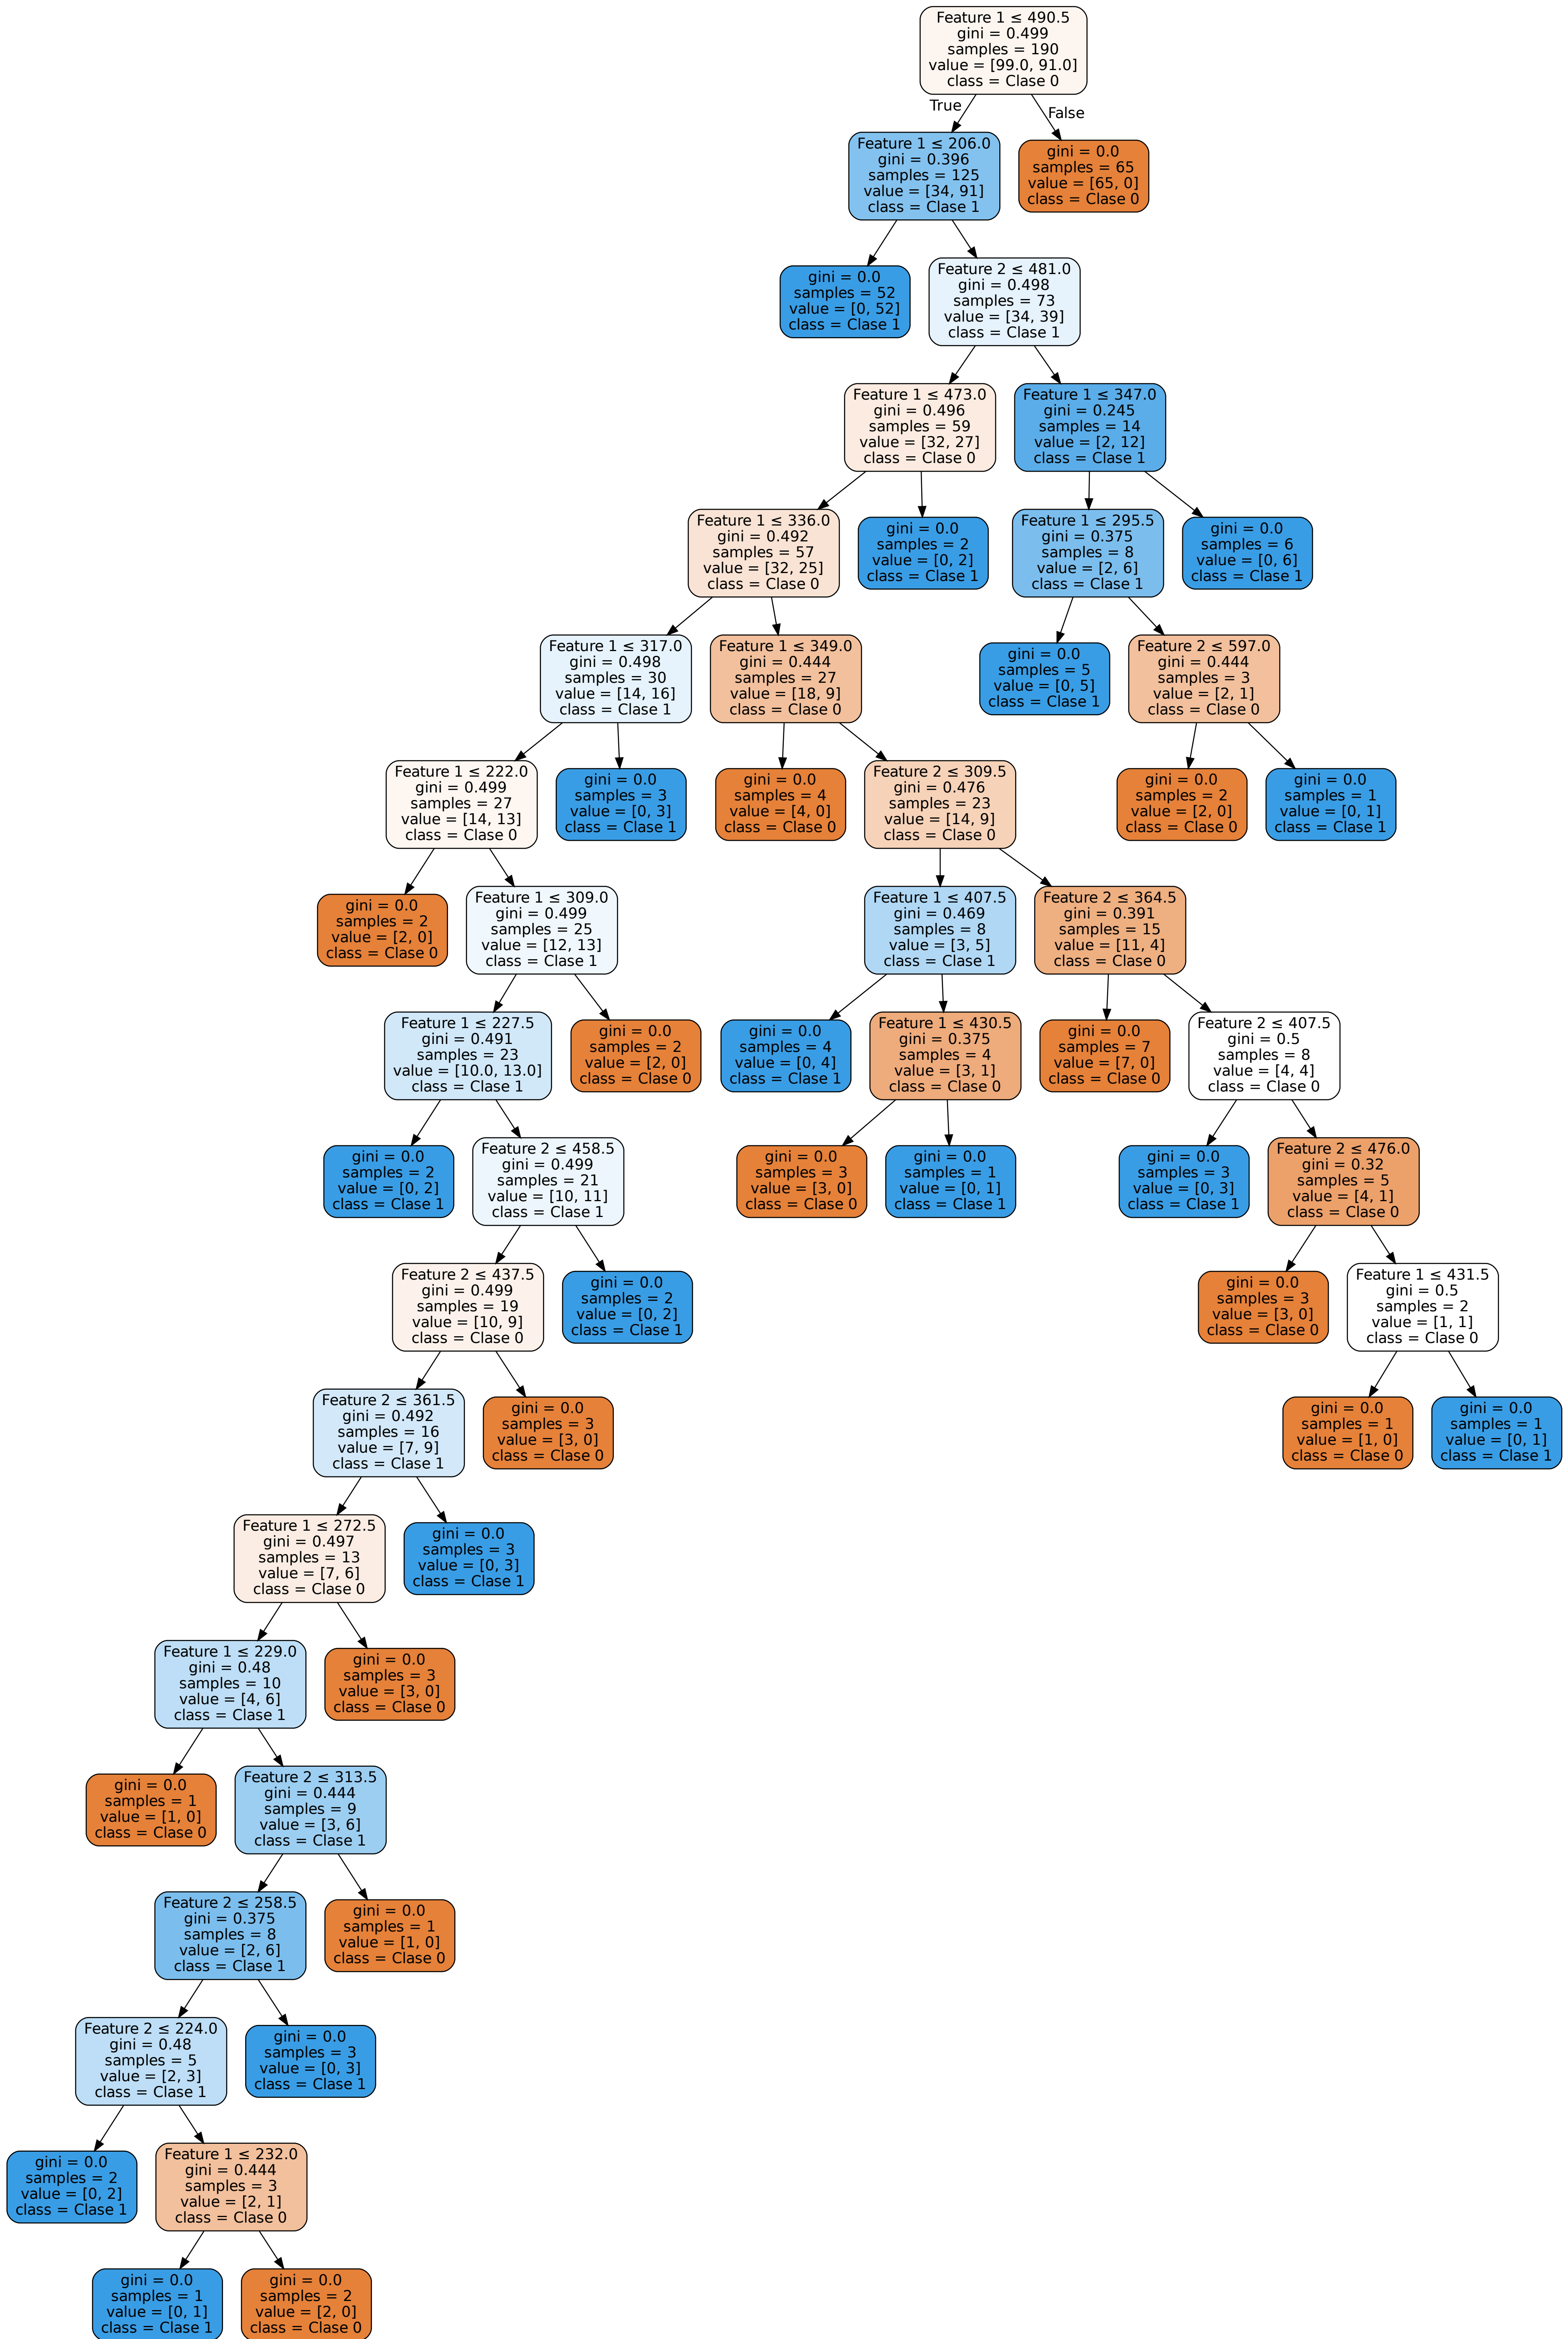 Feature 1 ≤ 490.5
gini = 0.499
samples = 190
value = [99.0, 91.0]
class = Clase 0
True
False
Feature 1 ≤ 206.0
gini = 0.396
samples = 125
value = [34, 91]
class = Clase 1
gini = 0.0
samples = 65
value = [65, 0]
class = Clase 0
gini = 0.0
samples = 52
value = [0, 52]
class = Clase 1
Feature 2 ≤ 481.0
gini = 0.498
samples = 73
value = [34, 39]
class = Clase 1
Feature 1 ≤ 473.0
gini = 0.496
samples = 59
value = [32, 27]
class = Clase 0
Feature 1 ≤ 347.0
gini = 0.245
samples = 14
value = [2, 12]
class = Clase 1
Feature 1 ≤ 336.0
gini = 0.492
samples = 57
value = [32, 25]
class = Clase 0
gini = 0.0
samples = 2
value = [0, 2]
class = Clase 1
Feature 1 ≤ 295.5
gini = 0.375
samples = 8
value = [2, 6]
class = Clase 1
gini = 0.0
samples = 6
value = [0, 6]
class = Clase 1
Feature 1 ≤ 317.0
gini = 0.498
samples = 30
value = [14, 16]
class = Clase 1
Feature 1 ≤ 349.0
gini = 0.444
samples = 27
value = [18, 9]
class = Clase 0
gini = 0.0
samples = 5
value = [0, 5]
class = Clase 1
Feature 2 ≤ 597.0
gini = 0.444
samples = 3
value = [2, 1]
class = Clase 0
Feature 1 ≤ 222.0
gini = 0.499
samples = 27
value = [14, 13]
class = Clase 0
gini = 0.0
samples = 3
value = [0, 3]
class = Clase 1
gini = 0.0
samples = 4
value = [4, 0]
class = Clase 0
Feature 2 ≤ 309.5
gini = 0.476
samples = 23
value = [14, 9]
class = Clase 0
gini = 0.0
samples = 2
value = [2, 0]
class = Clase 0
gini = 0.0
samples = 1
value = [0, 1]
class = Clase 1
gini = 0.0
samples = 2
value = [2, 0]
class = Clase 0
Feature 1 ≤ 309.0
gini = 0.499
samples = 25
value = [12, 13]
class = Clase 1
Feature 1 ≤ 407.5
gini = 0.469
samples = 8
value = [3, 5]
class = Clase 1
Feature 2 ≤ 364.5
gini = 0.391
samples = 15
value = [11, 4]
class = Clase 0
Feature 1 ≤ 227.5
gini = 0.491
samples = 23
value = [10.0, 13.0]
class = Clase 1
gini = 0.0
samples = 2
value = [2, 0]
class = Clase 0
gini = 0.0
samples = 4
value = [0, 4]
class = Clase 1
Feature 1 ≤ 430.5
gini = 0.375
samples = 4
value = [3, 1]
class = Clase 0
gini = 0.0
samples = 7
value = [7, 0]
class = Clase 0
Feature 2 ≤ 407.5
gini = 0.5
samples = 8
value = [4, 4]
class = Clase 0
gini = 0.0
samples = 2
value = [0, 2]
class = Clase 1
Feature 2 ≤ 458.5
gini = 0.499
samples = 21
value = [10, 11]
class = Clase 1
gini = 0.0
samples = 3
value = [3, 0]
class = Clase 0
gini = 0.0
samples = 1
value = [0, 1]
class = Clase 1
gini = 0.0
samples = 3
value = [0, 3]
class = Clase 1
Feature 2 ≤ 476.0
gini = 0.32
samples = 5
value = [4, 1]
class = Clase 0
Feature 2 ≤ 437.5
gini = 0.499
samples = 19
value = [10, 9]
class = Clase 0
gini = 0.0
samples = 2
value = [0, 2]
class = Clase 1
gini = 0.0
samples = 3
value = [3, 0]
class = Clase 0
Feature 1 ≤ 431.5
gini = 0.5
samples = 2
value = [1, 1]
class = Clase 0
Feature 2 ≤ 361.5
gini = 0.492
samples = 16
value = [7, 9]
class = Clase 1
gini = 0.0
samples = 3
value = [3, 0]
class = Clase 0
gini = 0.0
samples = 1
value = [1, 0]
class = Clase 0
gini = 0.0
samples = 1
value = [0, 1]
class = Clase 1
Feature 1 ≤ 272.5
gini = 0.497
samples = 13
value = [7, 6]
class = Clase 0
gini = 0.0
samples = 3
value = [0, 3]
class = Clase 1
Feature 1 ≤ 229.0
gini = 0.48
samples = 10
value = [4, 6]
class = Clase 1
gini = 0.0
samples = 3
value = [3, 0]
class = Clase 0
gini = 0.0
samples = 1
value = [1, 0]
class = Clase 0
Feature 2 ≤ 313.5
gini = 0.444
samples = 9
value = [3, 6]
class = Clase 1
Feature 2 ≤ 258.5
gini = 0.375
samples = 8
value = [2, 6]
class = Clase 1
gini = 0.0
samples = 1
value = [1, 0]
class = Clase 0
Feature 2 ≤ 224.0
gini = 0.48
samples = 5
value = [2, 3]
class = Clase 1
gini = 0.0
samples = 3
value = [0, 3]
class = Clase 1
gini = 0.0
samples = 2
value = [0, 2]
class = Clase 1
Feature 1 ≤ 232.0
gini = 0.444
samples = 3
value = [2, 1]
class = Clase 0
gini = 0.0
samples = 1
value = [0, 1]
class = Clase 1
gini = 0.0
samples = 2
value = [2, 0]
class = Clase 0